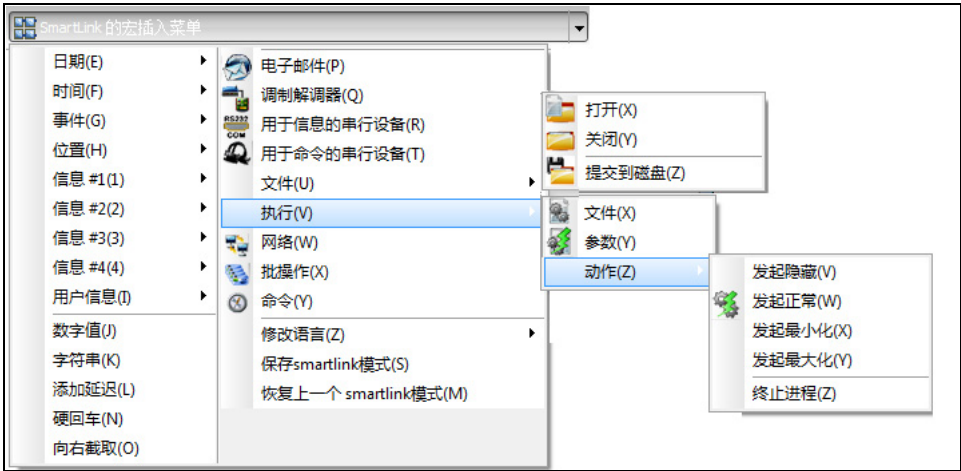 SmartLink 的宏插入菜单
日期(E)
时间(F)
事件(G)
位置(H)
信息 #1(1)
信息 #2(2)
信息 #3(3)
信息 #4(4)
用户信息(I)
数字值(J)
字符串(K)
添加延迟(L)
硬回车(N)
向右截取(O)
电子邮件(P)
调制解调器(Q)
RS232
COM
用于信息的串行设备(R)
用于命令的串行设备(T)
文件(U)
执行(V)
网络(W)
批操作(X)
命令(Y)
修改语言(Z)
保存smartlink模式(S)
恢复上一个 smartlink模式(M)
打开(X)
关闭(Y)
提交到磁盘(Z)
文件(X)
参数(Y)
动作(Z)
发起隐藏(V)
发起正常(W)
发起最小化(X)
发起最大化(Y)
终止进程(Z)